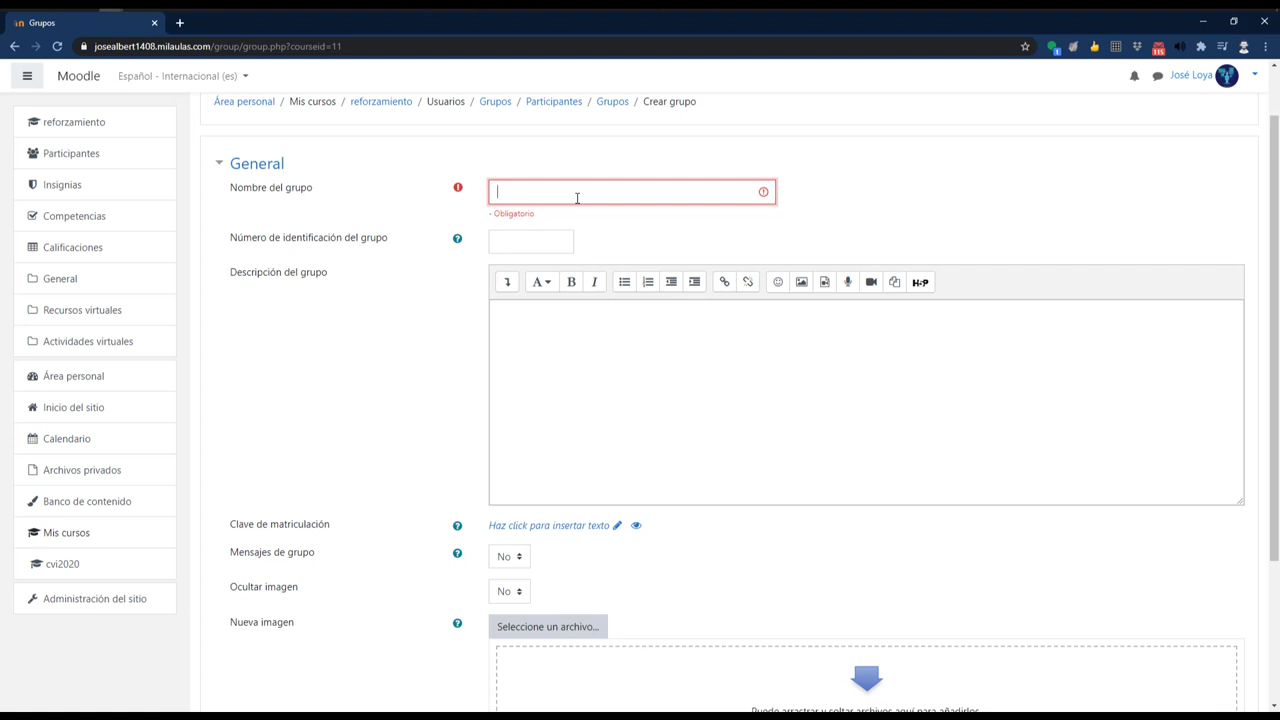 Grupos
josealbert1408.milaulas.com/group/group.php?courseid=11
1
115
Moodle
Español - Internacional (es)
José Loya
Área personal / Mis cursos / reforzamiento / Usuarios / Grupos / Participantes / Grupos / Crear grupo
reforzamiento
Participantes
Insignias
Competencias
Calificaciones
General
Recursos virtuales
Actividades virtuales
Área personal
Inicio del sitio
Calendario
Archivos privados
Banco de contenido
Mis cursos
cvi2020
Administración del sitio
General
Nombre del grupo
- Obligatorio
Número de identificación del grupo
Descripción del grupo
A B I H-P
Clave de matriculación
Haz click para insertar texto
Mensajes de grupo
No
Ocultar imagen
No
Nueva imagen
Seleccione un archivo...
Puede arrastrar y soltar archivos aquí para añadirlos